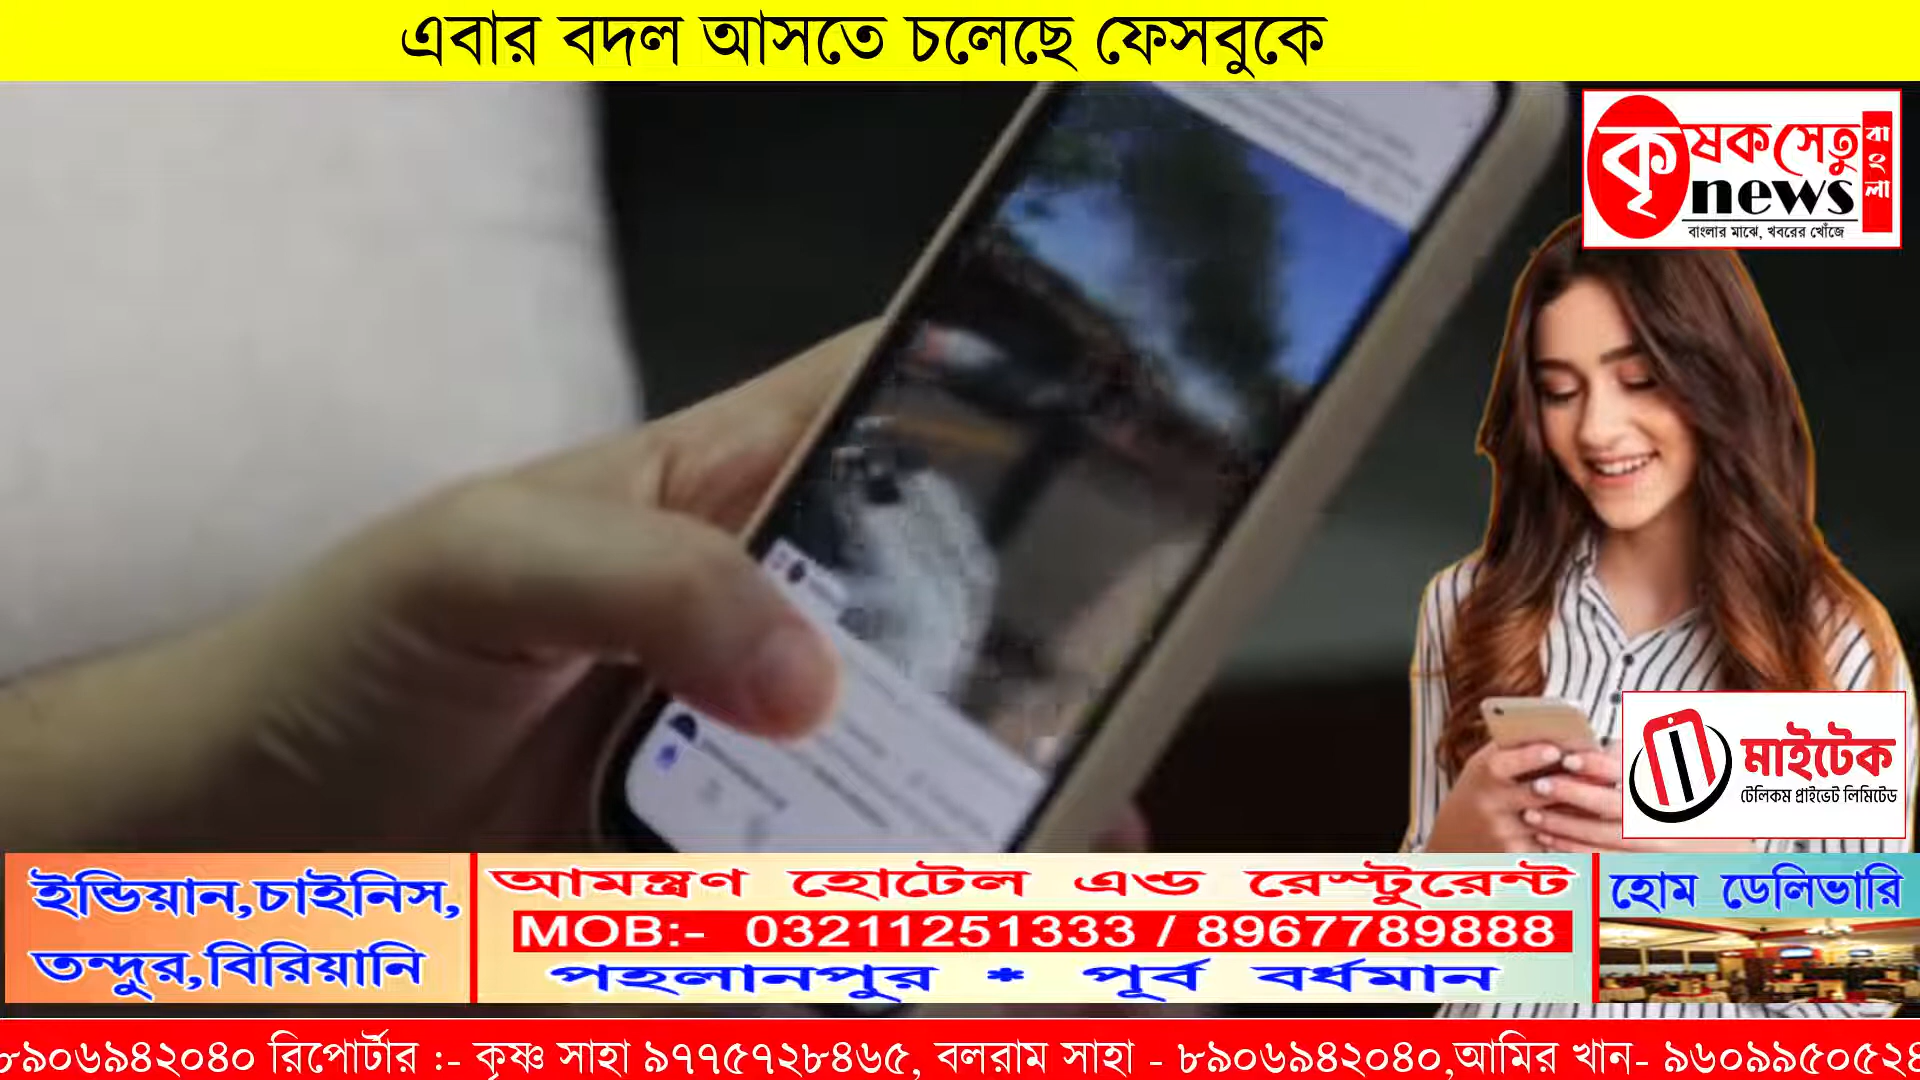 এবার বদল আসতে চলেছে ফেসবুকে
কৃষকসেতু
বাংলা
news
বাংলার মাঝে, খবরের খোঁজে
মাইটেক
টেলিকম প্রাইভেট লিমিটেড
ইন্ডিয়ান,চাইনিস,
তন্দুর,বিরিয়ানি
আমন্ত্রণ হোটেল এণ্ড রেস্টুরেন্ট
MOB:- 03211251333 / 8967789888
পহলানপুর * পূর্ব বর্ধমান
হোম ডেলিভারি
৮৯০৬৯৪২০৪০ রিপোর্টার :- কৃষ্ণ সাহা ৯৭৭৫৭২৮৪৬৫, বলরাম সাহা - ৮৯০৬৯৪২০৪০,আমির খান- ৯৬০৯৯৫০৫২৪